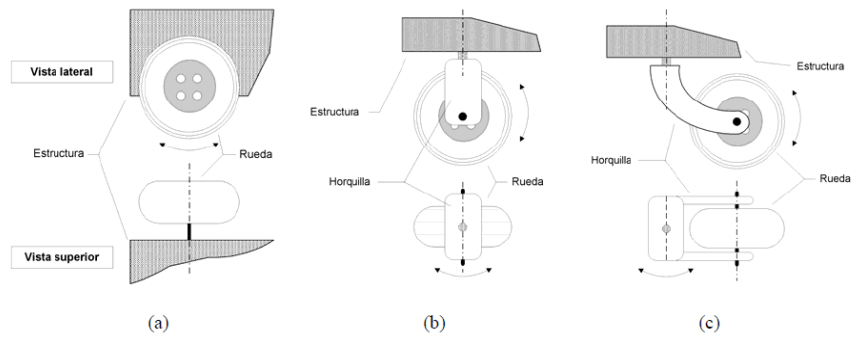 Vista lateral
Estructura
Rueda
Vista superior
(a)
Estructura
Horquilla
Rueda
(b)
Estructura
Horquilla
Rueda
(c)